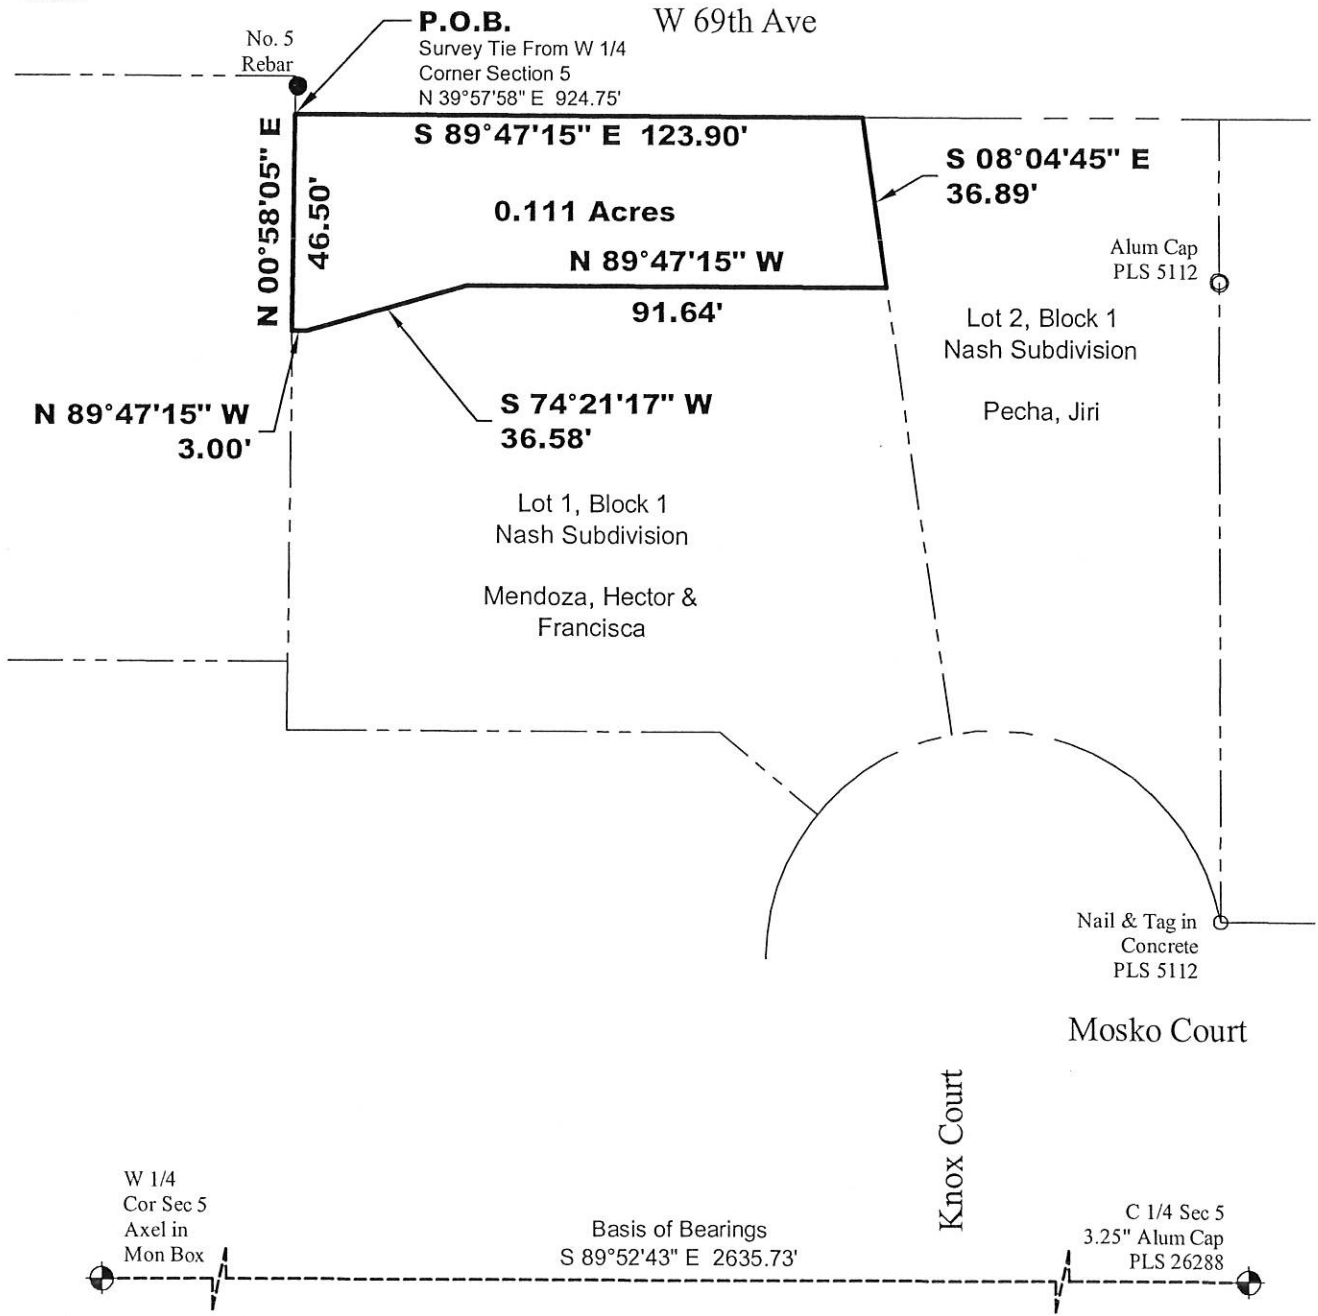 W 69th Ave
P.O.B.
Survey Tie From W 1/4
Corner Section 5
N 39°57'58" E 924.75'
No. 5
Rebar
S 89°47'15" E 123.90'
N 00°58'05" E
46.50'
S 08°04'45" E
36.89'
0.111 Acres
N 89°47'15" W
91.64'
Alum Cap
PLS 5112
Lot 2, Block 1
Nash Subdivision
Pecha, Jiri
N 89°47'15" W
3.00'
S 74°21'17" W
36.58'
Lot 1, Block 1
Nash Subdivision
Mendoza, Hector &
Francisca
Nail & Tag in
Concrete
PLS 5112
Mosko Court
Knox Court
W 1/4
Cor Sec 5
Axel in
Mon Box
Basis of Bearings
S 89°52'43" E 2635.73'
C 1/4 Sec 5
3.25" Alum Cap
PLS 26288